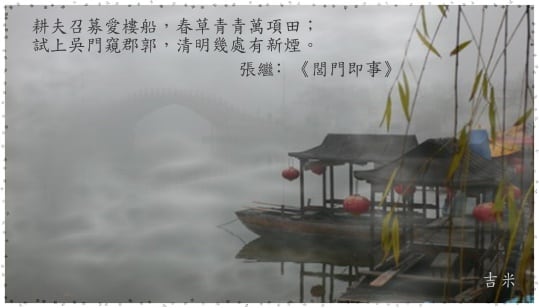 耕夫召募愛樓船，春草青青萬項田；
試上吳門窺郡郭，清明幾處有新煙。
張繼：《閶門即事》
吉米